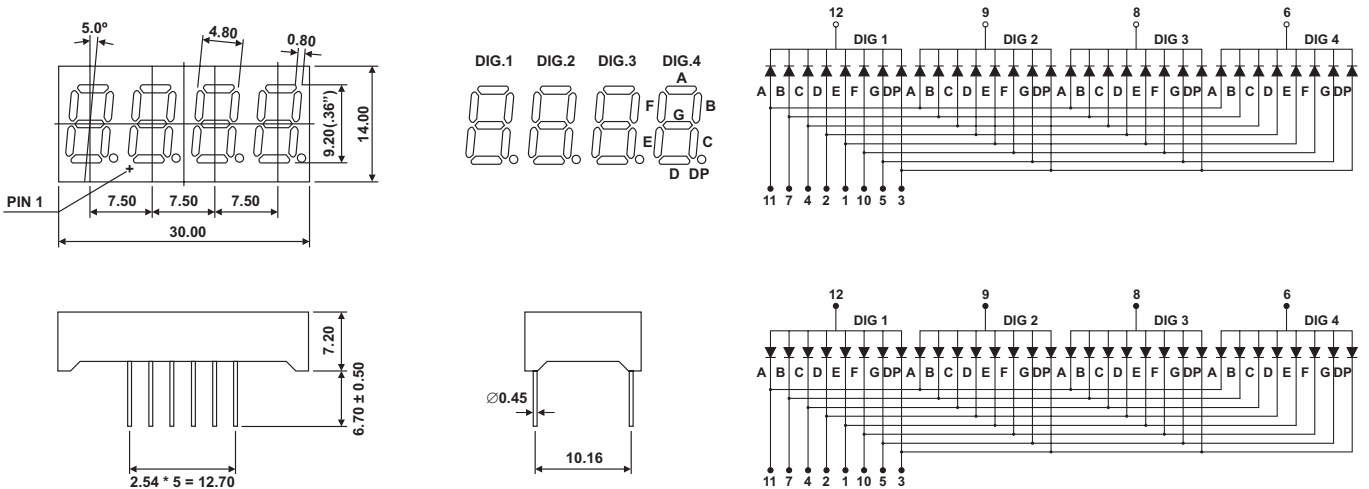 5.0º
4.80
0.80
9.20(.36")
14.00
PIN 1
7.50 7.50 7.50
30.00
DIG.1 DIG.2 DIG.3 DIG.4
A
F B
G
E C
D DP
12 9 8 6
DIG 1 DIG 2 DIG 3 DIG 4
A B C D E F G DP A B C D E F G DP A B C D E F G DP A B C D E F G DP
11 7 4 2 1 10 5 3
7.20
6.70 ± 0.50
2.54 * 5 = 12.70
∅0.45
10.16
12 9 8 6
DIG 1 DIG 2 DIG 3 DIG 4
A B C D E F G DP A B C D E F G DP A B C D E F G DP A B C D E F G DP
11 7 4 2 1 10 5 3